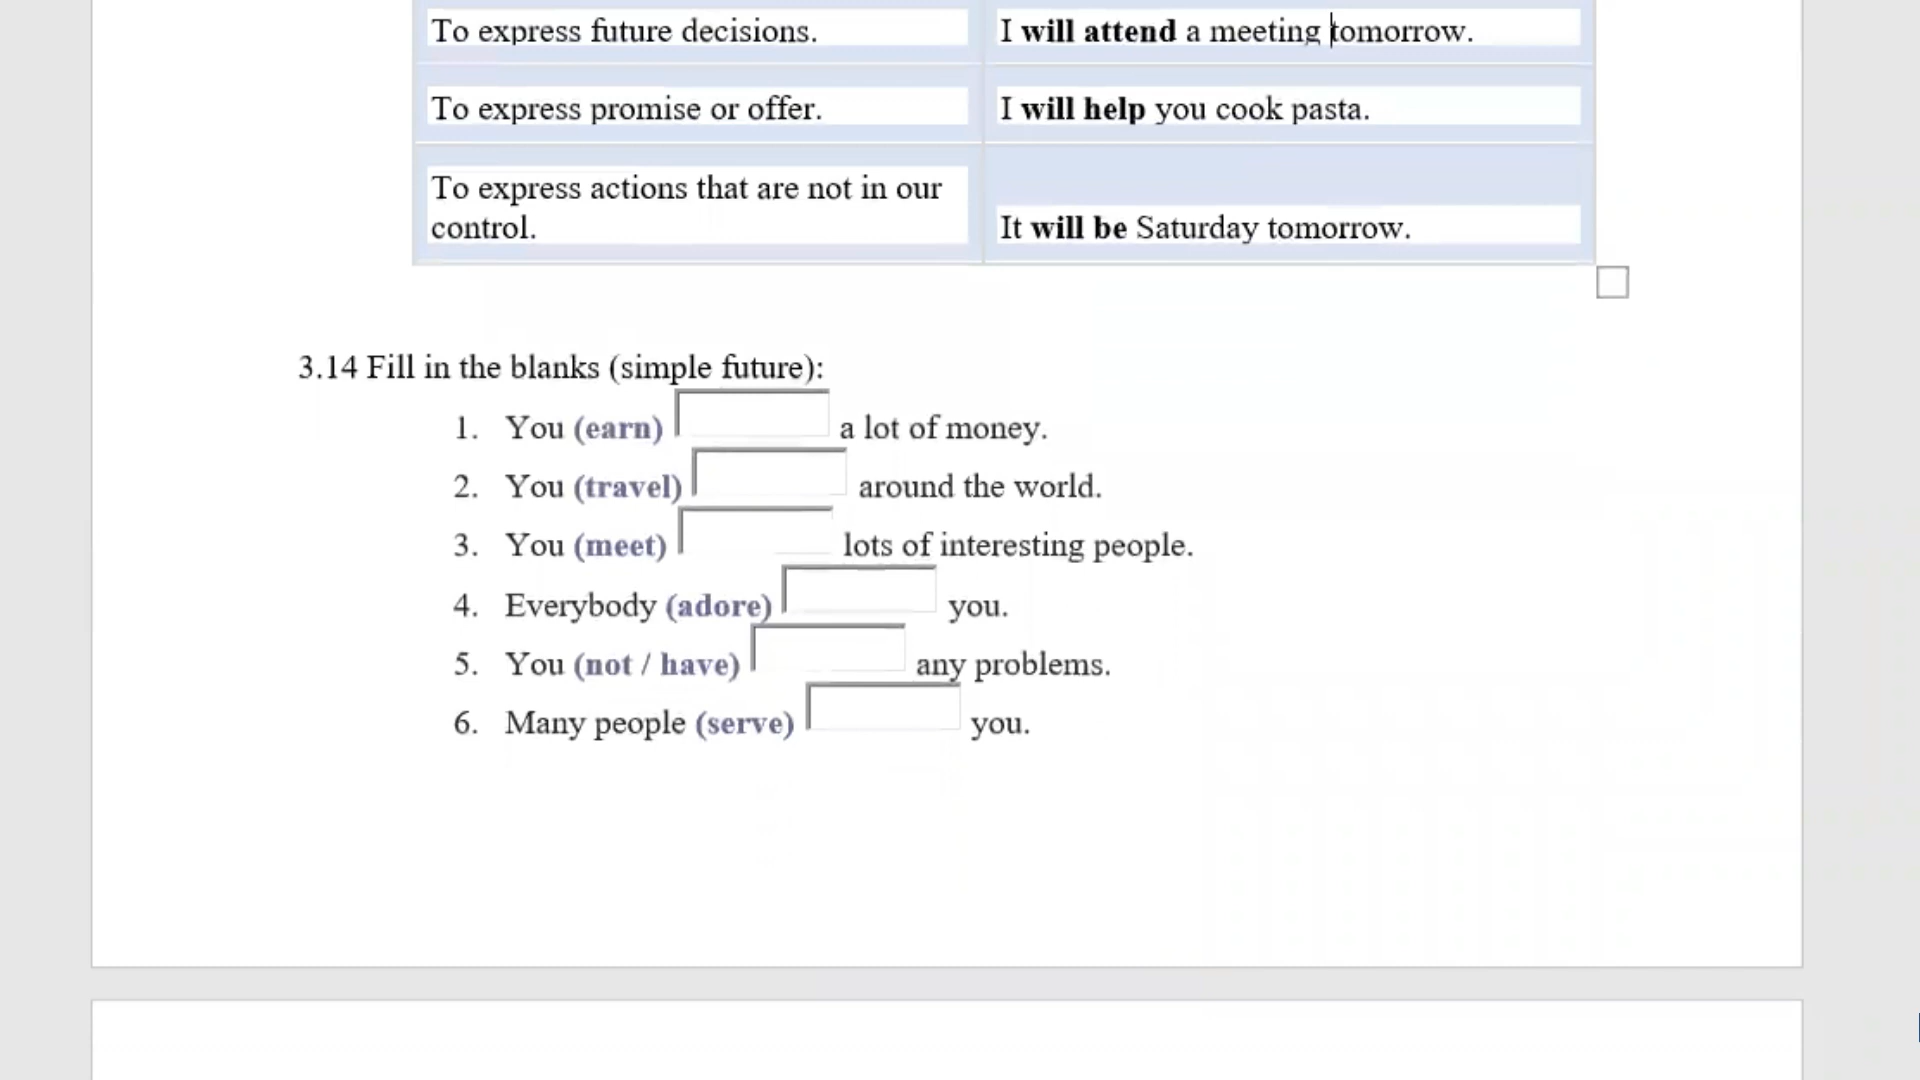 To express future decisions. I will attend a meeting tomorrow.
To express promise or offer. I will help you cook pasta.
To express actions that are not in our
control. It will be Saturday tomorrow.
3.14 Fill in the blanks (simple future):
1. You (earn) a lot of money.
2. You (travel) around the world.
3. You (meet) lots of interesting people.
4. Everybody (adore) you.
5. You (not / have) any problems.
6. Many people (serve) you.